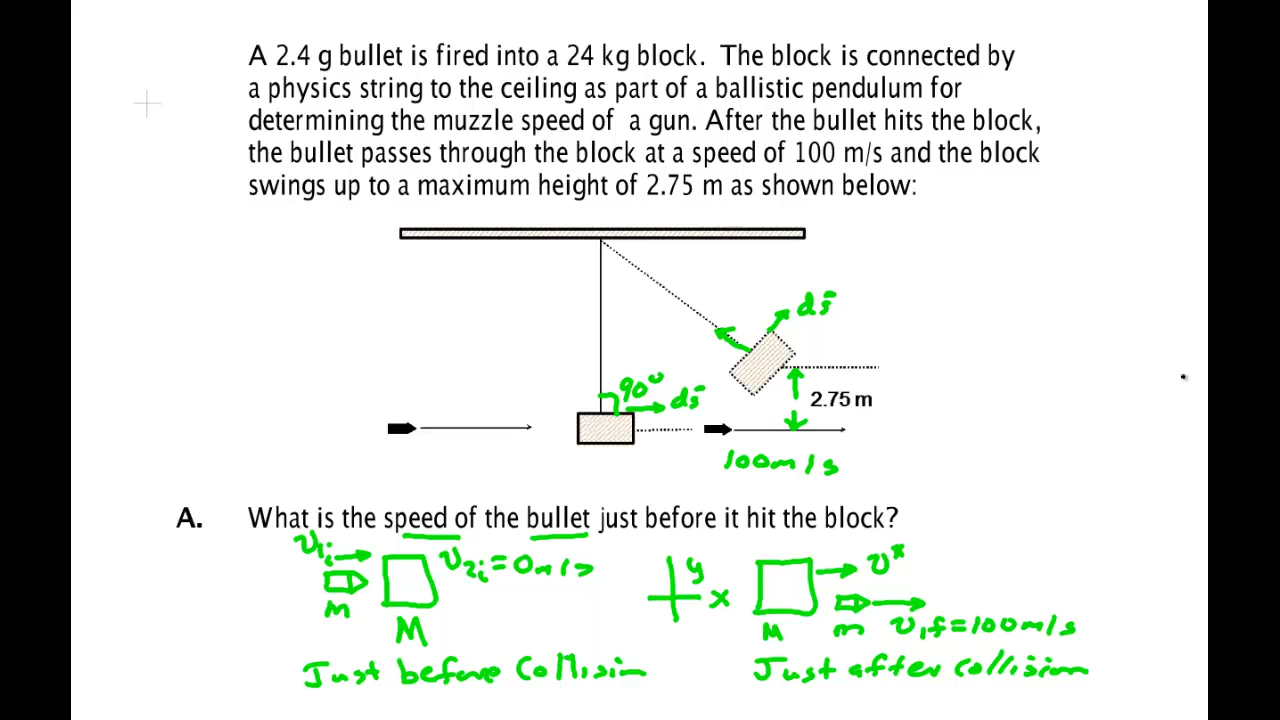 A 2.4 g bullet is fired into a 24 kg block. The block is connected by
a physics string to the ceiling as part of a ballistic pendulum for
determining the muzzle speed of a gun. After the bullet hits the block,
the bullet passes through the block at a speed of 100 m/s and the block
swings up to a maximum height of 2.75 m as shown below:
ds̄
90° ds̄
2.75 m
100m/s
A. What is the speed of the bullet just before it hit the block?
v₁ᵢ v₂ᵢ=0m/s y v*
x
m M M m v₁f=100m/s
Just before Collision Just after collision